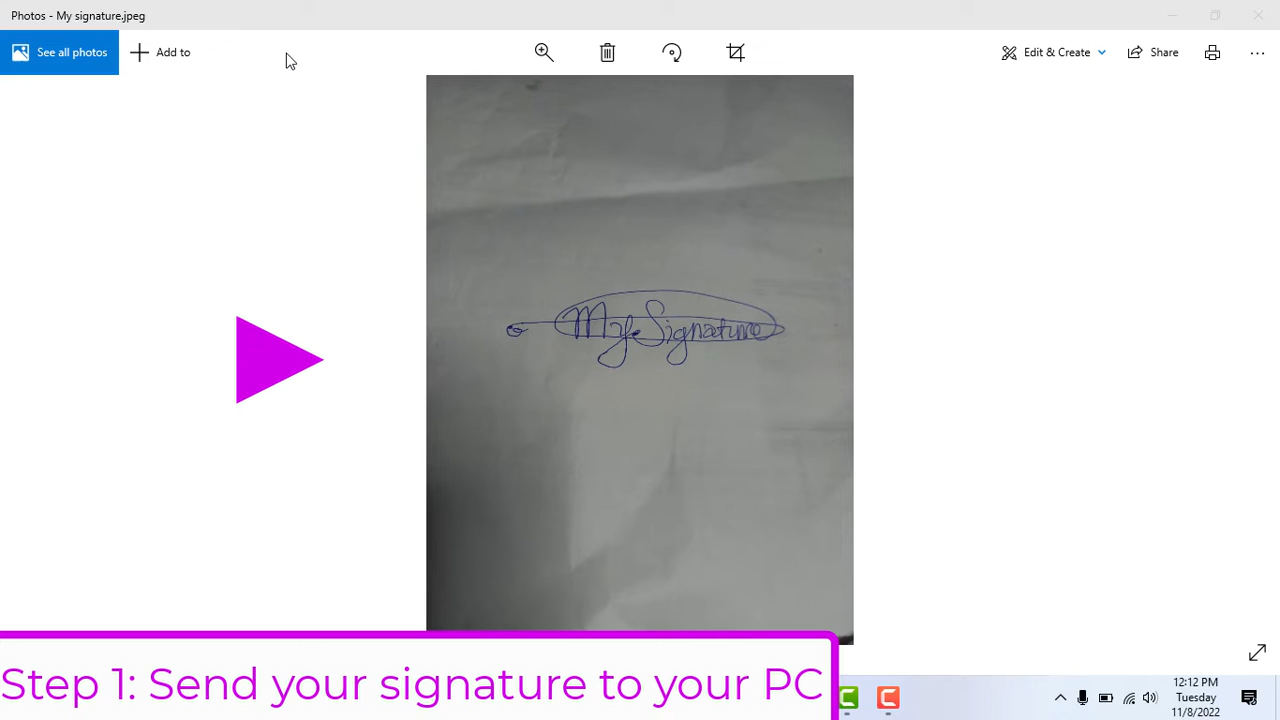 Photos - My signature.jpeg
See all photos
Add to
Edit & Create
Share
My Signature
Step 1: Send your signature to your PC
12:12 PM
Tuesday
11/8/2022